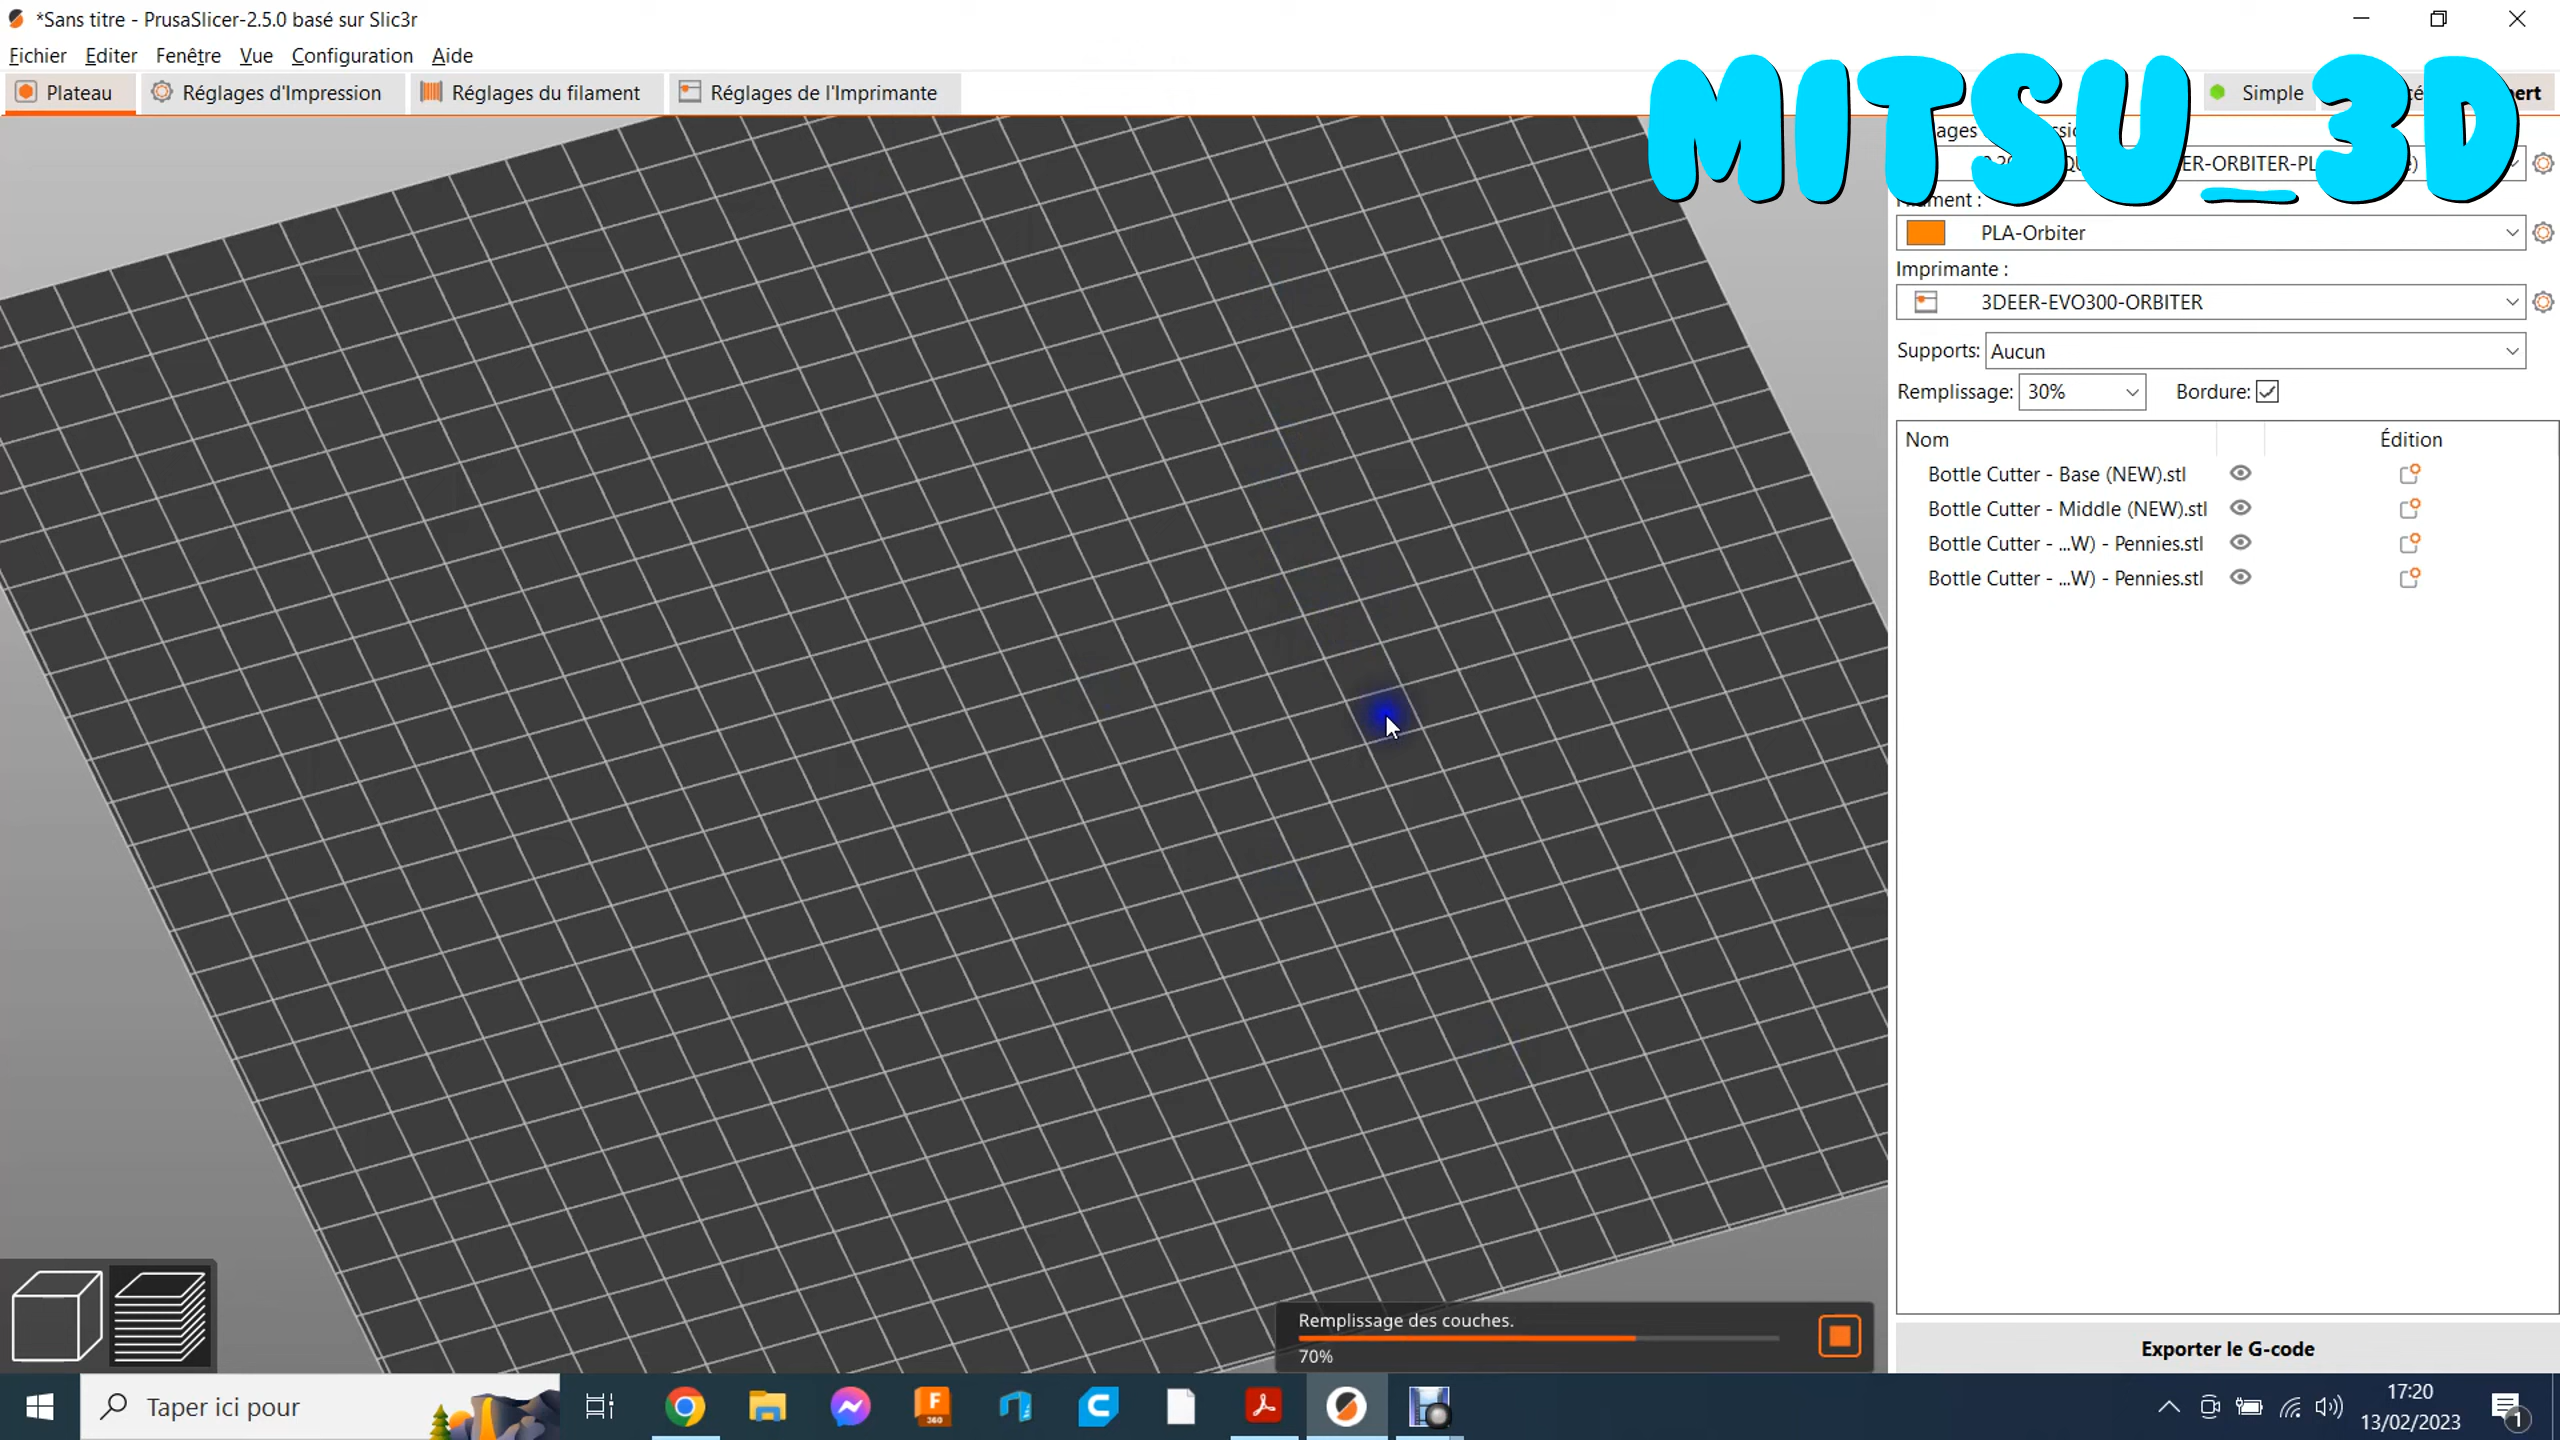 *Sans titre - PrusaSlicer-2.5.0 basé sur Slic3r
Fichier Editer Fenêtre Vue Configuration Aide
Plateau Réglages d'Impression Réglages du filament Réglages de l'Imprimante
Simple
MITSU_3D
ER-ORBITER-PL
PLA-Orbiter
Imprimante :
3DEER-EVO300-ORBITER
Supports: Aucun
Remplissage: 30% Bordure:
Nom Édition
Bottle Cutter - Base (NEW).stl
Bottle Cutter - Middle (NEW).stl
Bottle Cutter - ...W) - Pennies.stl
Bottle Cutter - ...W) - Pennies.stl
Remplissage des couches.
70%
Exporter le G-code
Taper ici pour
F
360
17:20
13/02/2023
1